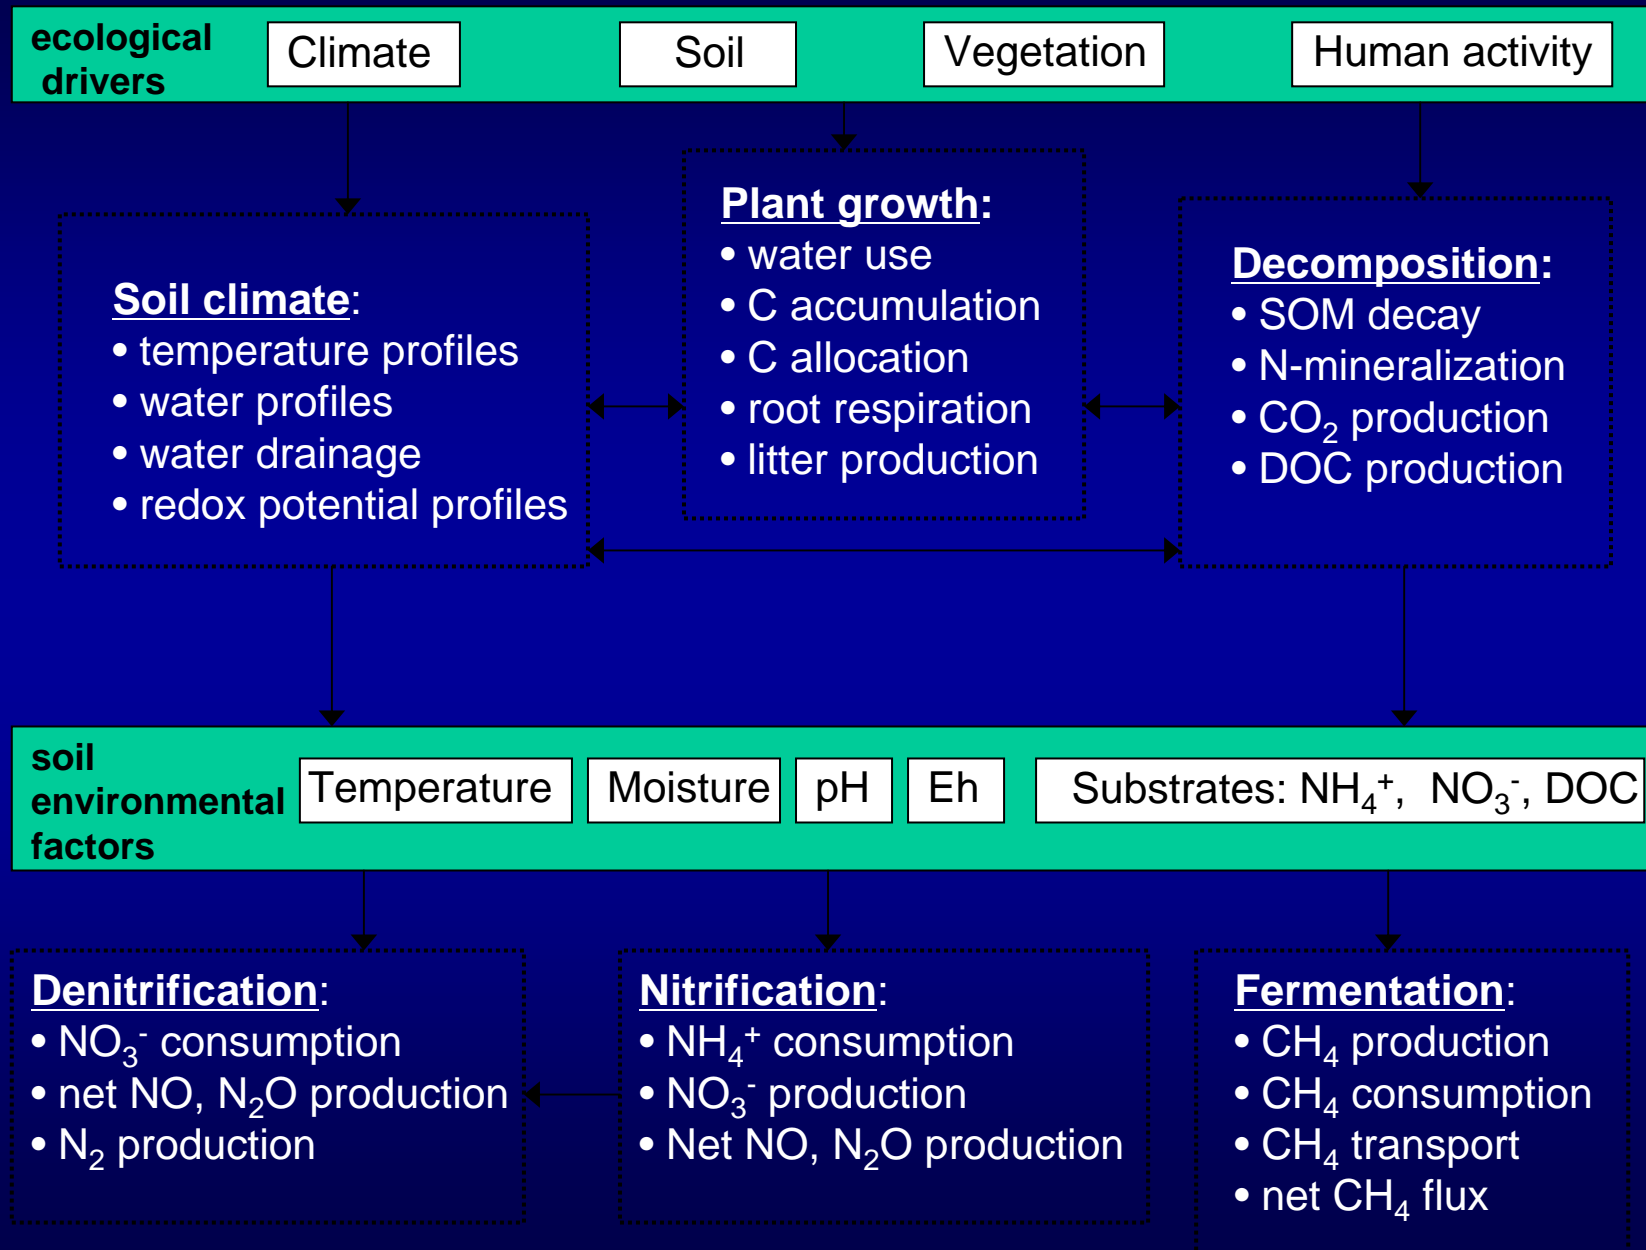 ecological
drivers
Climate
Soil
Vegetation
Human activity
Soil climate:
• temperature profiles
• water profiles
• water drainage
• redox potential profiles
Plant growth:
• water use
• C accumulation
• C allocation
• root respiration
• litter production
Decomposition:
• SOM decay
• N-mineralization
• CO₂ production
• DOC production
soil
environmental
factors
Temperature
Moisture
pH
Eh
Substrates: NH₄⁺, NO₃⁻, DOC
Denitrification:
• NO₃⁻ consumption
• net NO, N₂O production
• N₂ production
Nitrification:
• NH₄⁺ consumption
• NO₃⁻ production
• Net NO, N₂O production
Fermentation:
• CH₄ production
• CH₄ consumption
• CH₄ transport
• net CH₄ flux